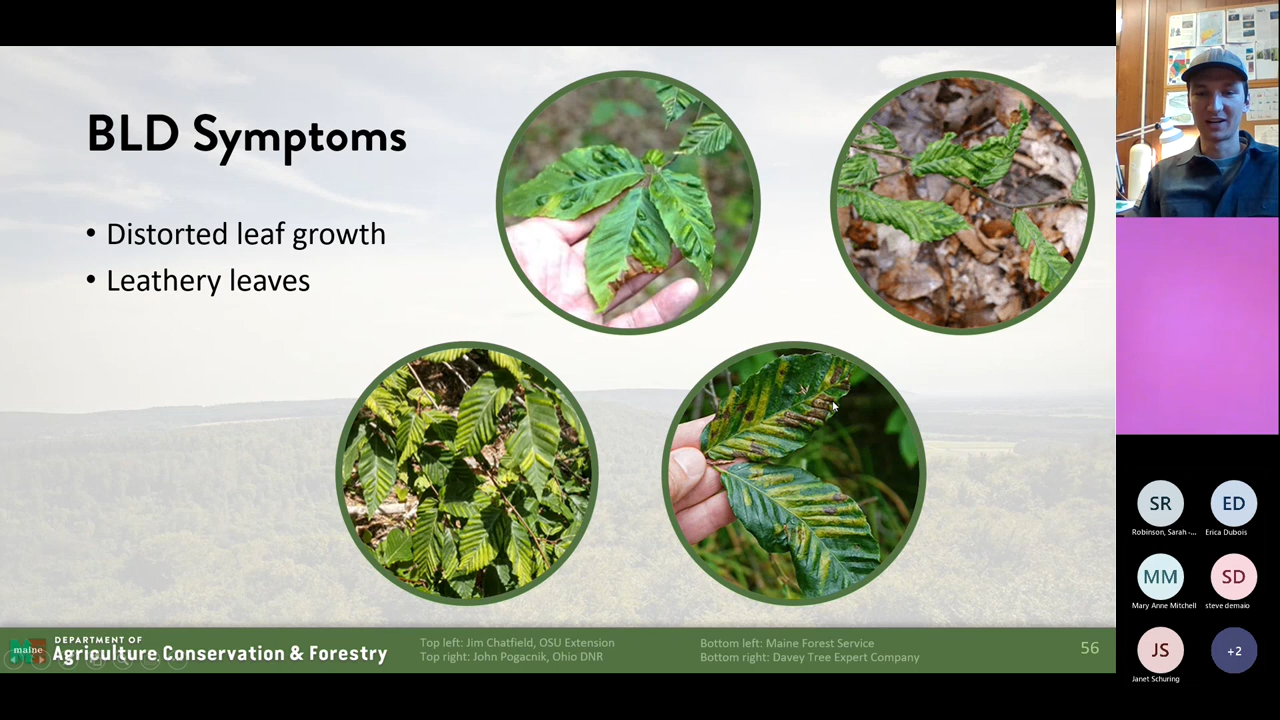 BLD Symptoms
• Distorted leaf growth
• Leathery leaves
maine
DEPARTMENT OF
Agriculture Conservation & Forestry
Top left: Jim Chatfield, OSU Extension
Top right: John Pogacnik, Ohio DNR
Bottom left: Maine Forest Service
Bottom right: Davey Tree Expert Company
56
SR
ED
Robinson, Sarah -...
Erica Dubois
MM
SD
Mary Anne Mitchell
steve demaio
JS
+2
Janet Schuring